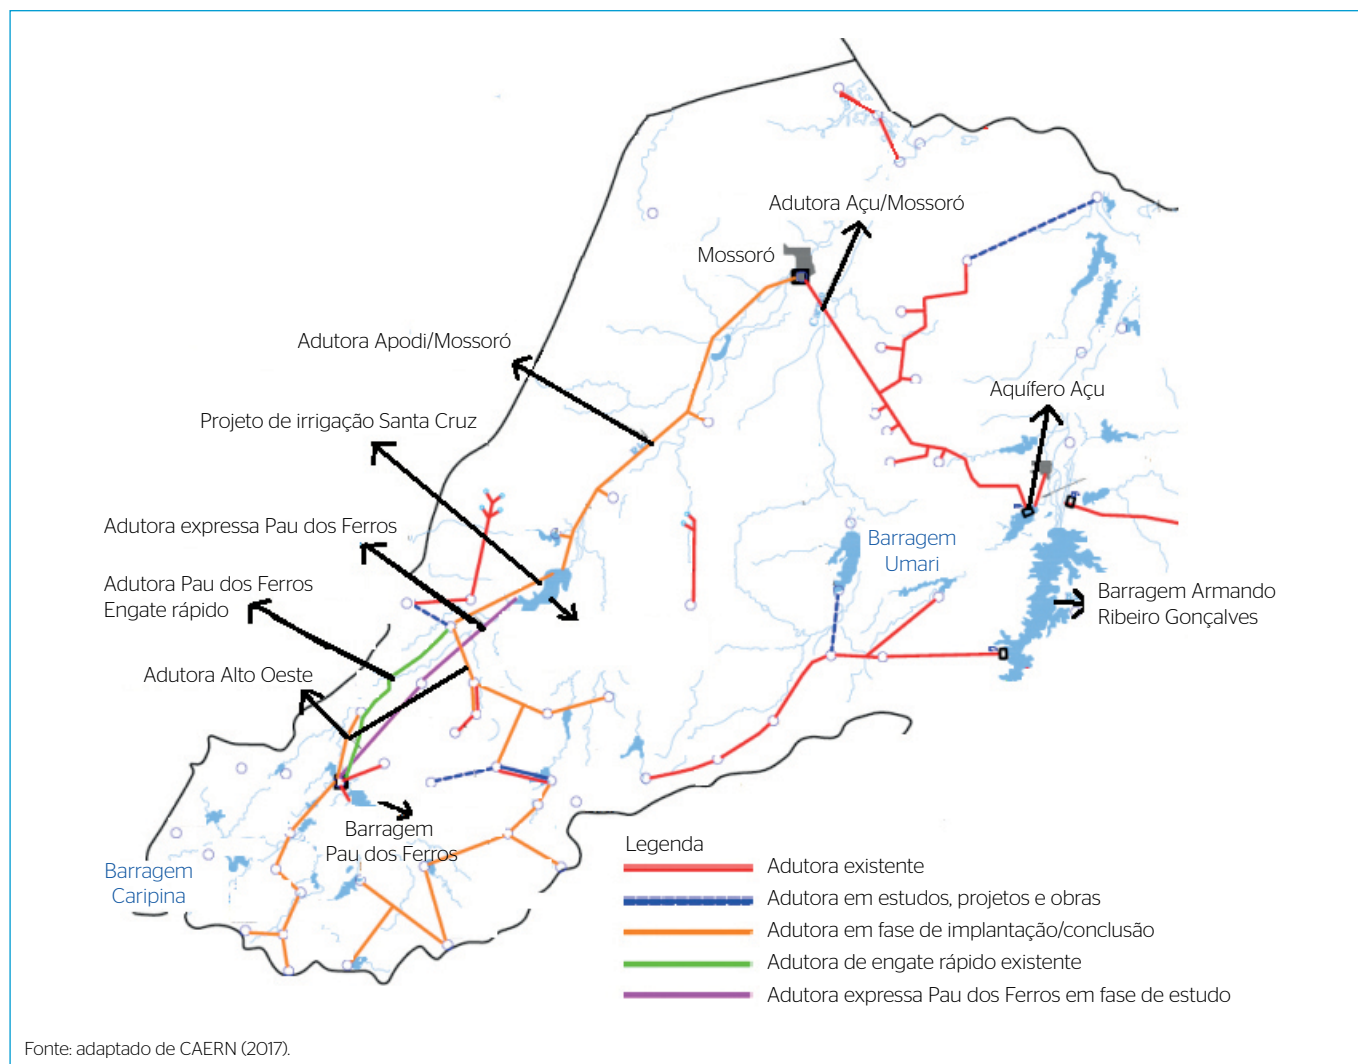 Adutora Açu/Mossoró
Mossoró
Adutora Apodi/Mossoró
Aquífero Açu
Projeto de irrigação Santa Cruz
Adutora expressa Pau dos Ferros
Barragem
Umari
Adutora Pau dos Ferros
Engate rápido
Barragem Armando
Ribeiro Gonçalves
Adutora Alto Oeste
Barragem
Pau dos Ferros
Barragem
Caripina
Legenda
Adutora existente
Adutora em estudos, projetos e obras
Adutora em fase de implantação/conclusão
Adutora de engate rápido existente
Adutora expressa Pau dos Ferros em fase de estudo
Fonte: adaptado de CAERN (2017).